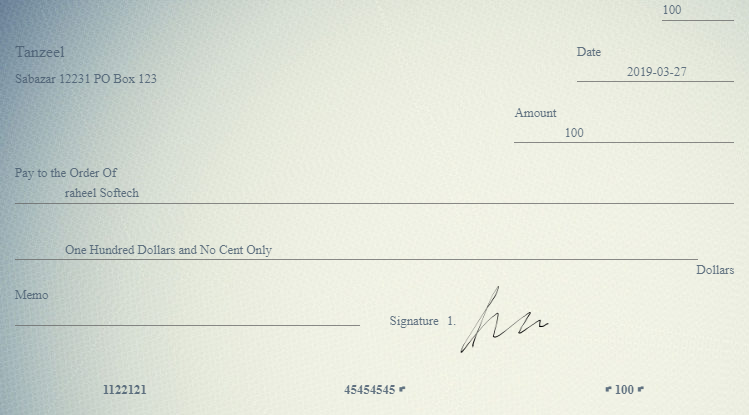 100
Tanzeel
Date
Sabazar 12231 PO Box 123
2019-03-27
Amount
100
Pay to the Order Of
raheel Softech
One Hundred Dollars and No Cent Only
Dollars
Memo
Signature 1.
1122121 45454545 ⑈ ⑈ 100 ⑈